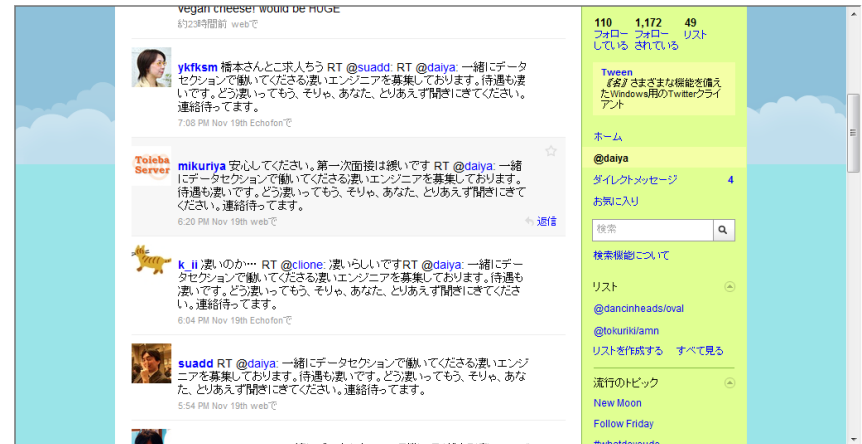 vegan cheese! would be HUGE
約23時間前 webで
ykfksm 橋本さんとこ求人ちう RT @suadd: RT @daiya: 一緒にデータ
セクションで働いてくださる凄いエンジニアを募集しております。待遇も凄
いです。どう凄いってもう、そりゃ、あなた、とりあえず聞きにきてください。
連絡待ってます。
7:08 PM Nov 19th Echofonで
Toleba
Server
mikuriya 安心してください。第一次面接は緩いです RT @daiya: 一緒
にデータセクションで働いてくださる凄いエンジニアを募集しております。
待遇も凄いです。どう凄いってもう、そりゃ、あなた、とりあえず聞きにきて
ください。連絡待ってます。
6:20 PM Nov 19th webで
返信
k_ii 凄いのか… RT @clione: 凄いらしいですRT @daiya: 一緒にデー
タセクションで働いてくださる凄いエンジニアを募集しております。待遇も
凄いです。どう凄いってもう、そりゃ、あなた、とりあえず聞きにきてくださ
い。連絡待ってます。
6:04 PM Nov 19th Echofonで
suadd RT @daiya: 一緒にデータセクションで働いてくださる凄いエンジ
ニアを募集しております。待遇も凄いです。どう凄いってもう、そりゃ、あな
た、とりあえず聞きにきてください。連絡待ってます。
5:54 PM Nov 19th webで
110 1,172 49
フォロー フォロー リスト
している されている
Tween
『名』さまざまな機能を備え
たWindows用のTwitterクライ
アント
ホーム
@daiya
ダイレクトメッセージ 4
お気に入り
検索
検索機能について
リスト
@dancinheads/oval
@tokuriki/amn
リストを作成する すべて見る
流行のトピック
New Moon
Follow Friday